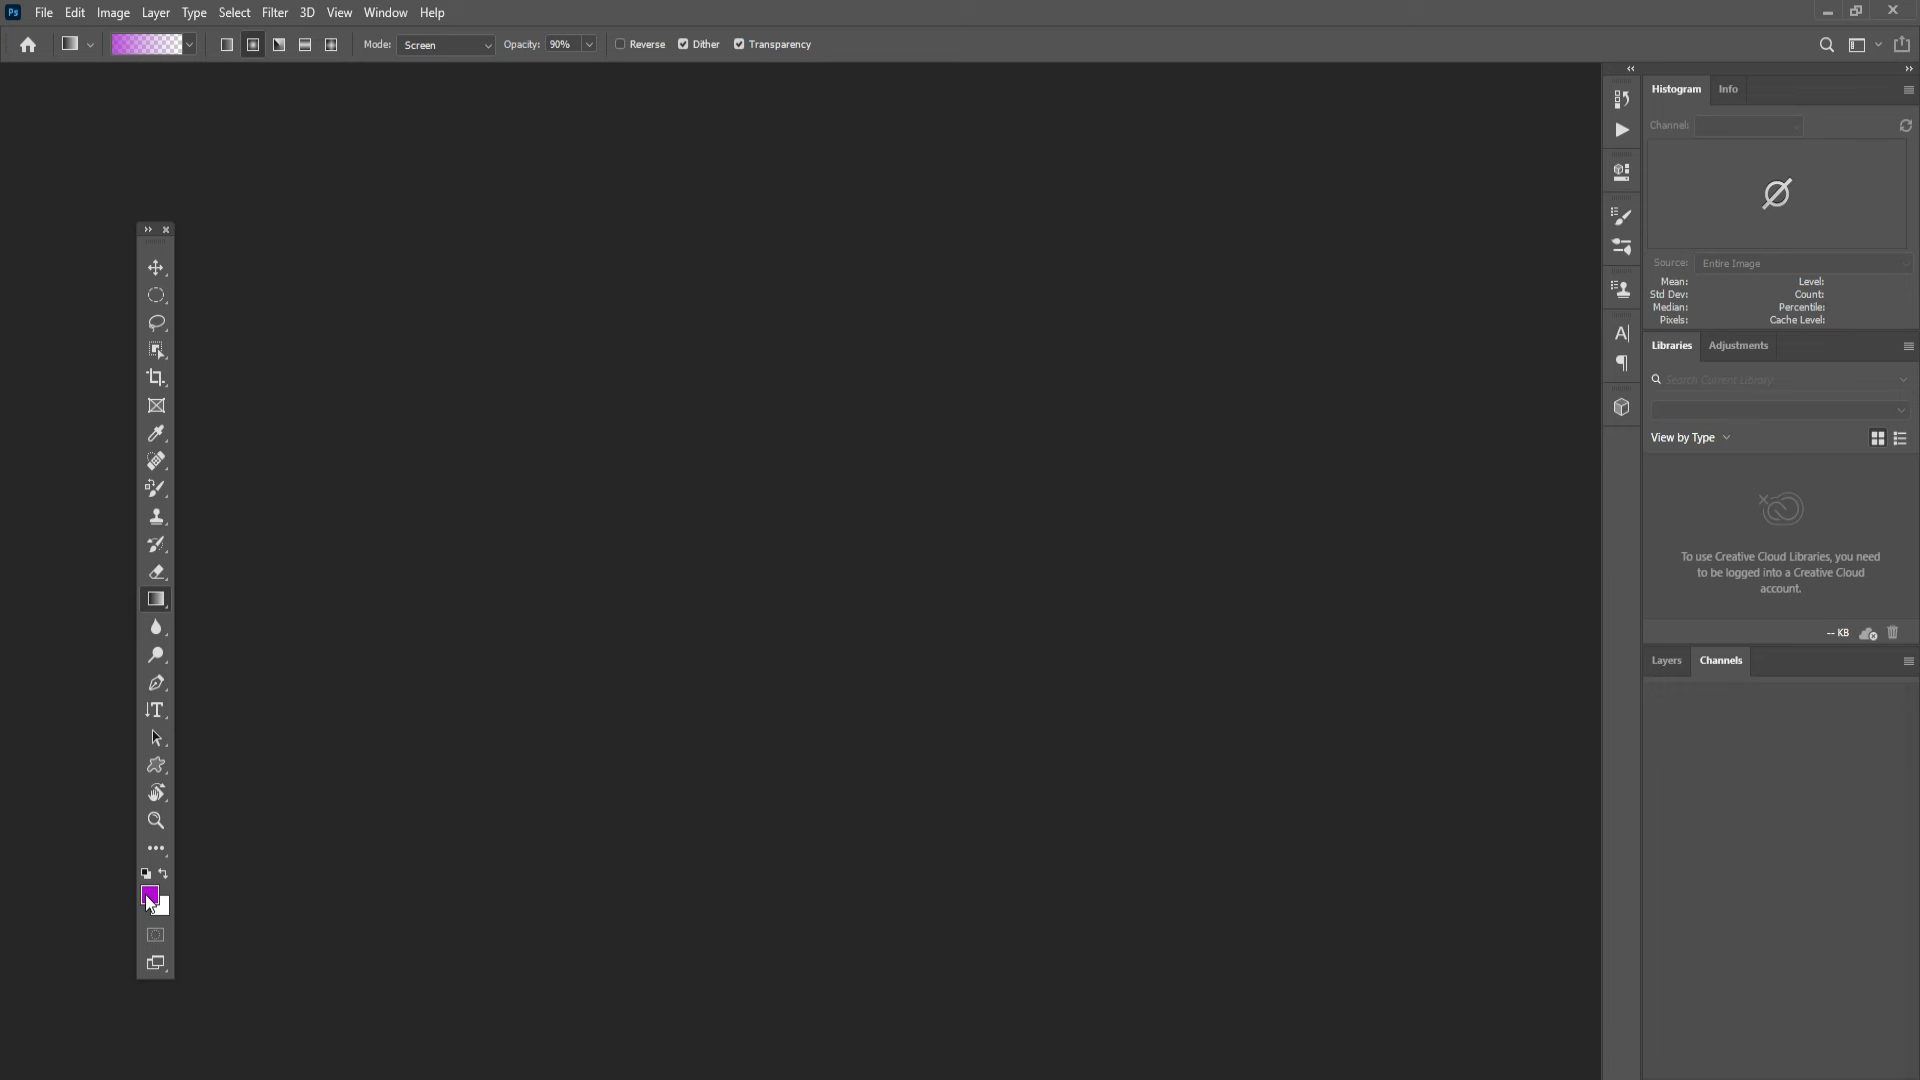 Ps File Edit Image Layer Type Select Filter 3D View Window Help
Mode: Screen Opacity: 90% Reverse Dither Transparency
Histogram Info
Channel:
Source: Entire Image
Mean: Level:
Std Dev: Count:
Median: Percentile:
Pixels: Cache Level:
Libraries Adjustments
Search Current Library
View by Type
To use Creative Cloud Libraries, you need
to be logged into a Creative Cloud
account.
-- KB
Layers Channels